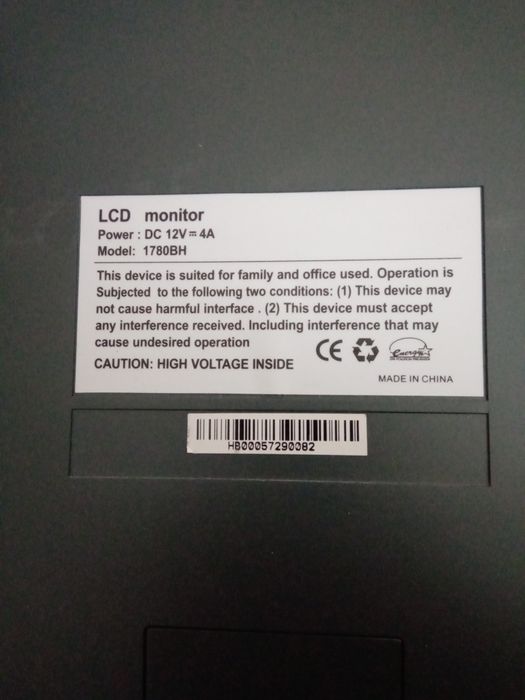 LCD monitor
Power : DC 12V ⎓ 4A
Model: 1780BH
This device is suited for family and office used. Operation is
Subjected to the following two conditions: (1) This device may
not cause harmful interface . (2) This device must accept
any interference received. Including interference that may
cause undesired operation
CAUTION: HIGH VOLTAGE INSIDE
CE
energy
MADE IN CHINA
HB00057290082